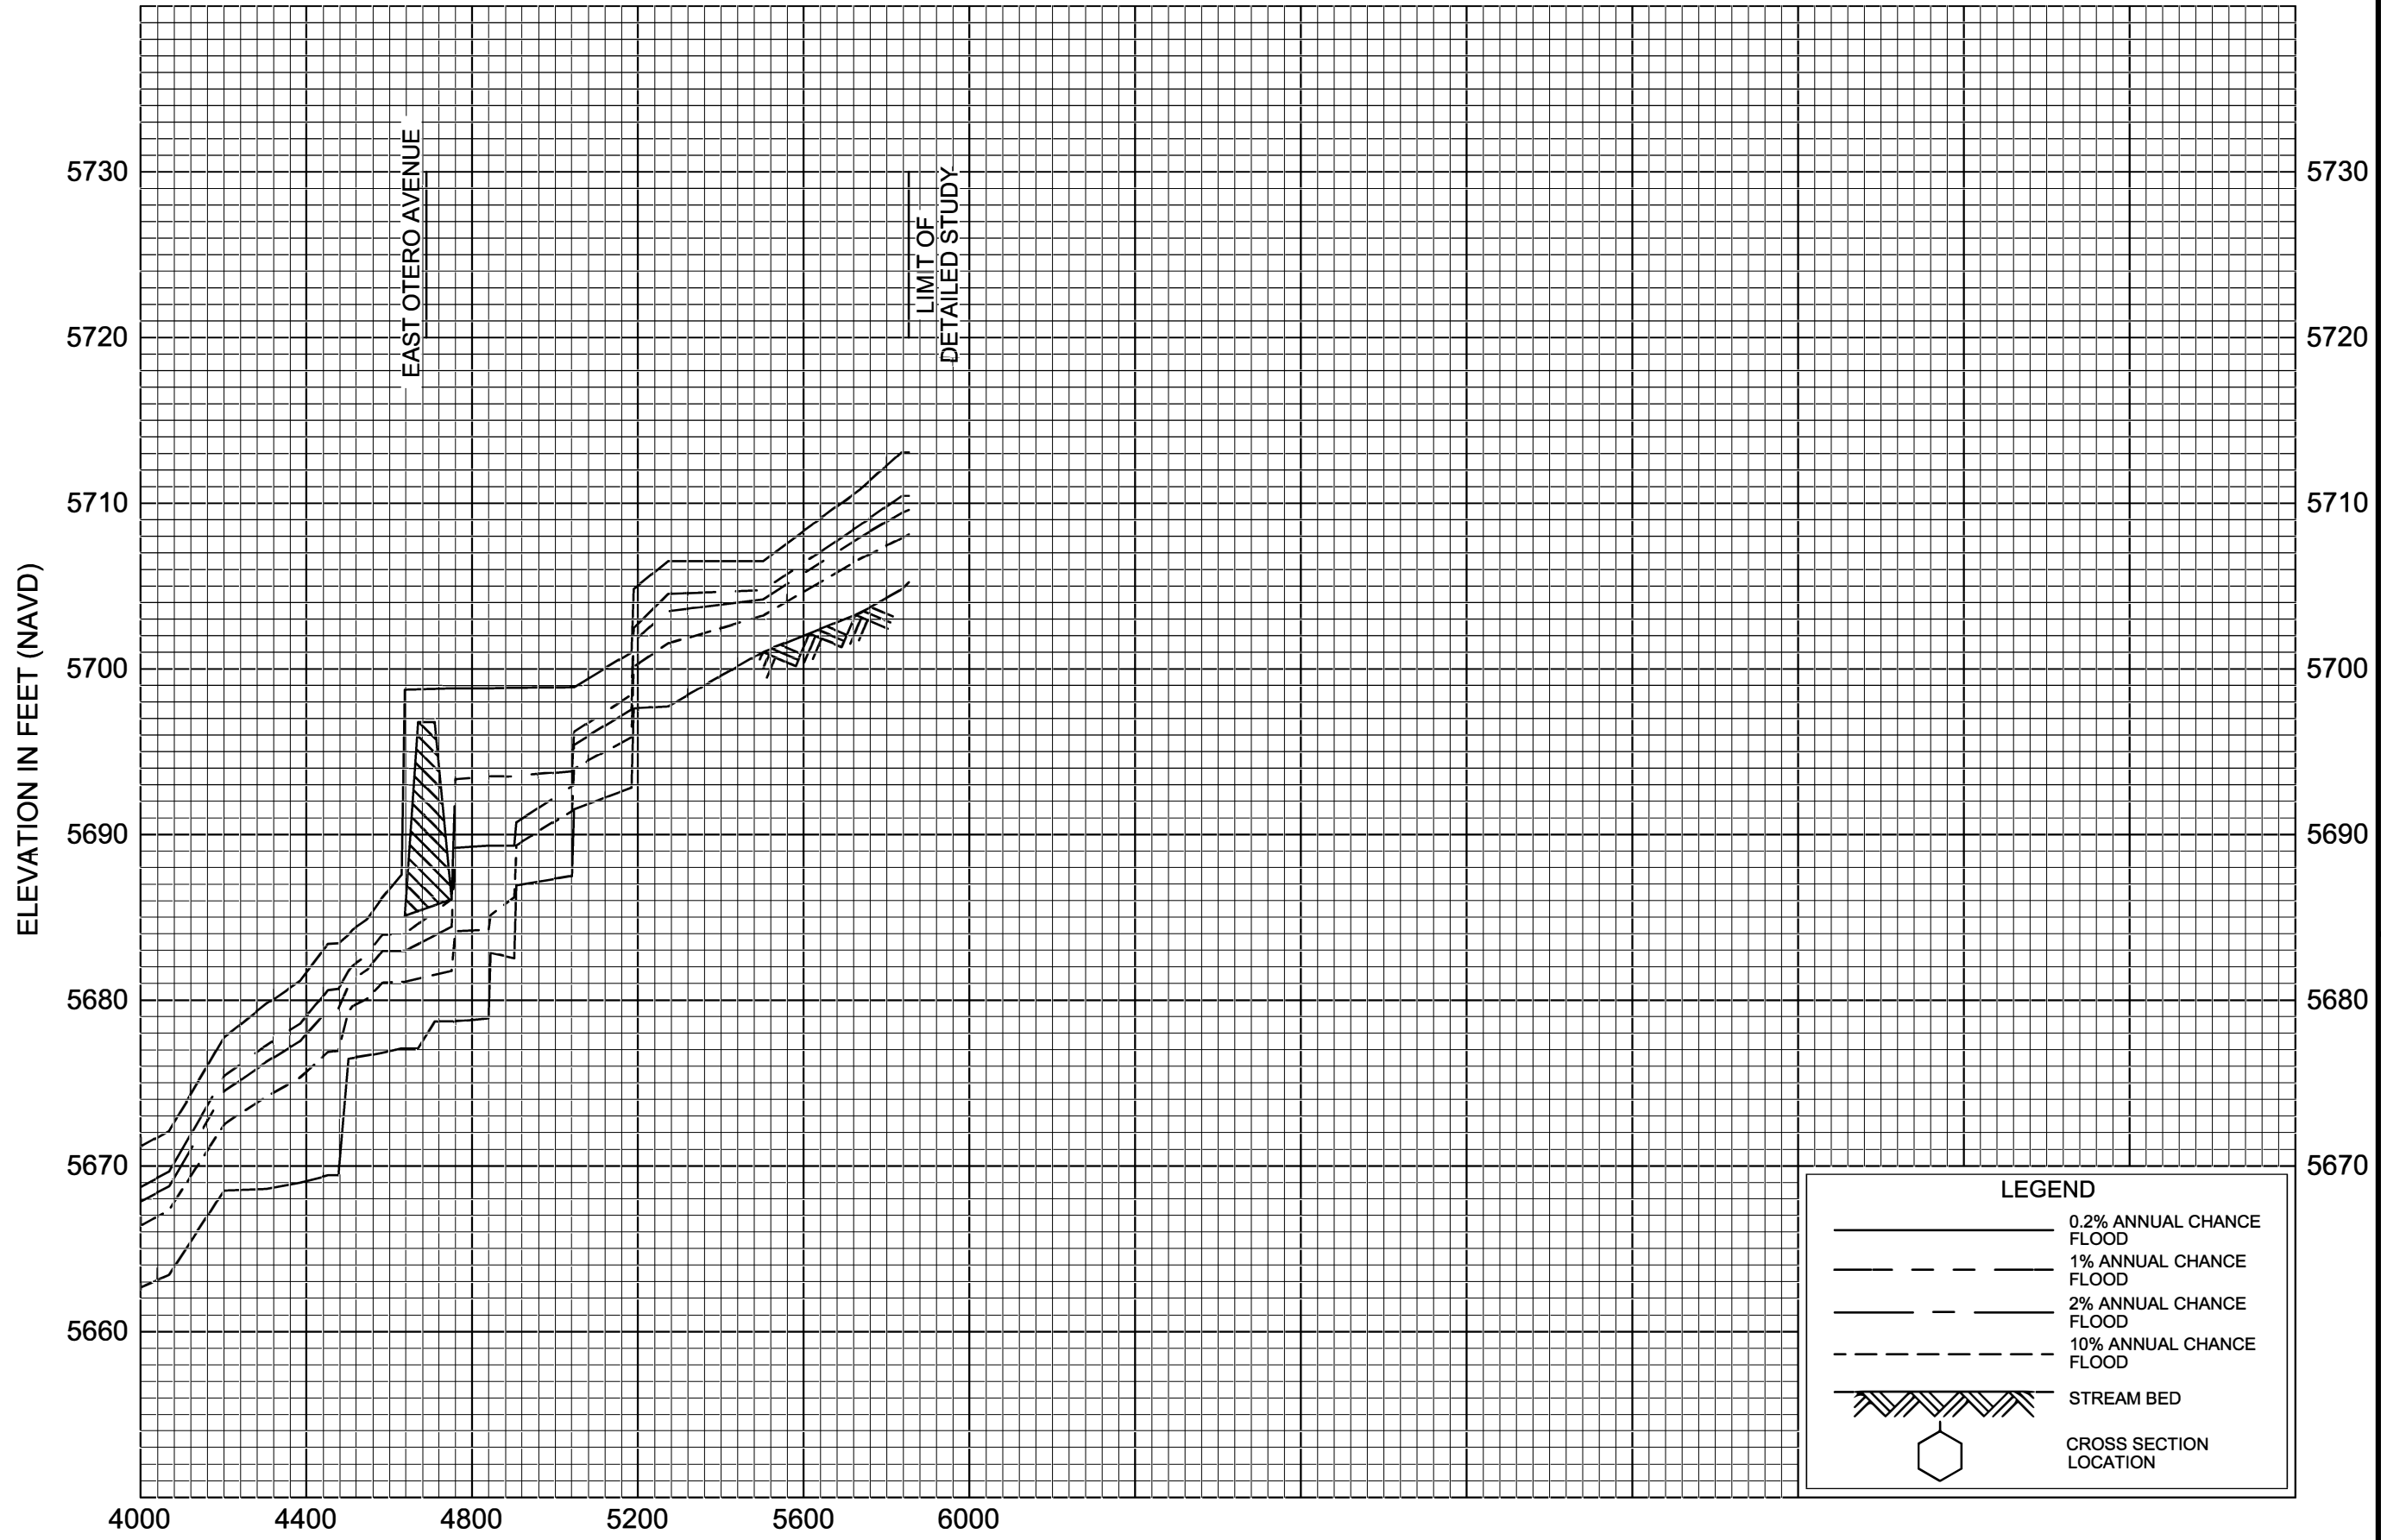 ELEVATION IN FEET (NAVD)
5730
5720
5710
5700
5690
5680
5670
5660
EAST OTERO AVENUE
LIMIT OF
DETAILED STUDY
5730
5720
5710
5700
5690
5680
5670
LEGEND
0.2% ANNUAL CHANCE
FLOOD
1% ANNUAL CHANCE
FLOOD
2% ANNUAL CHANCE
FLOOD
10% ANNUAL CHANCE
FLOOD
STREAM BED
CROSS SECTION
LOCATION
4000
4400
4800
5200
5600
6000